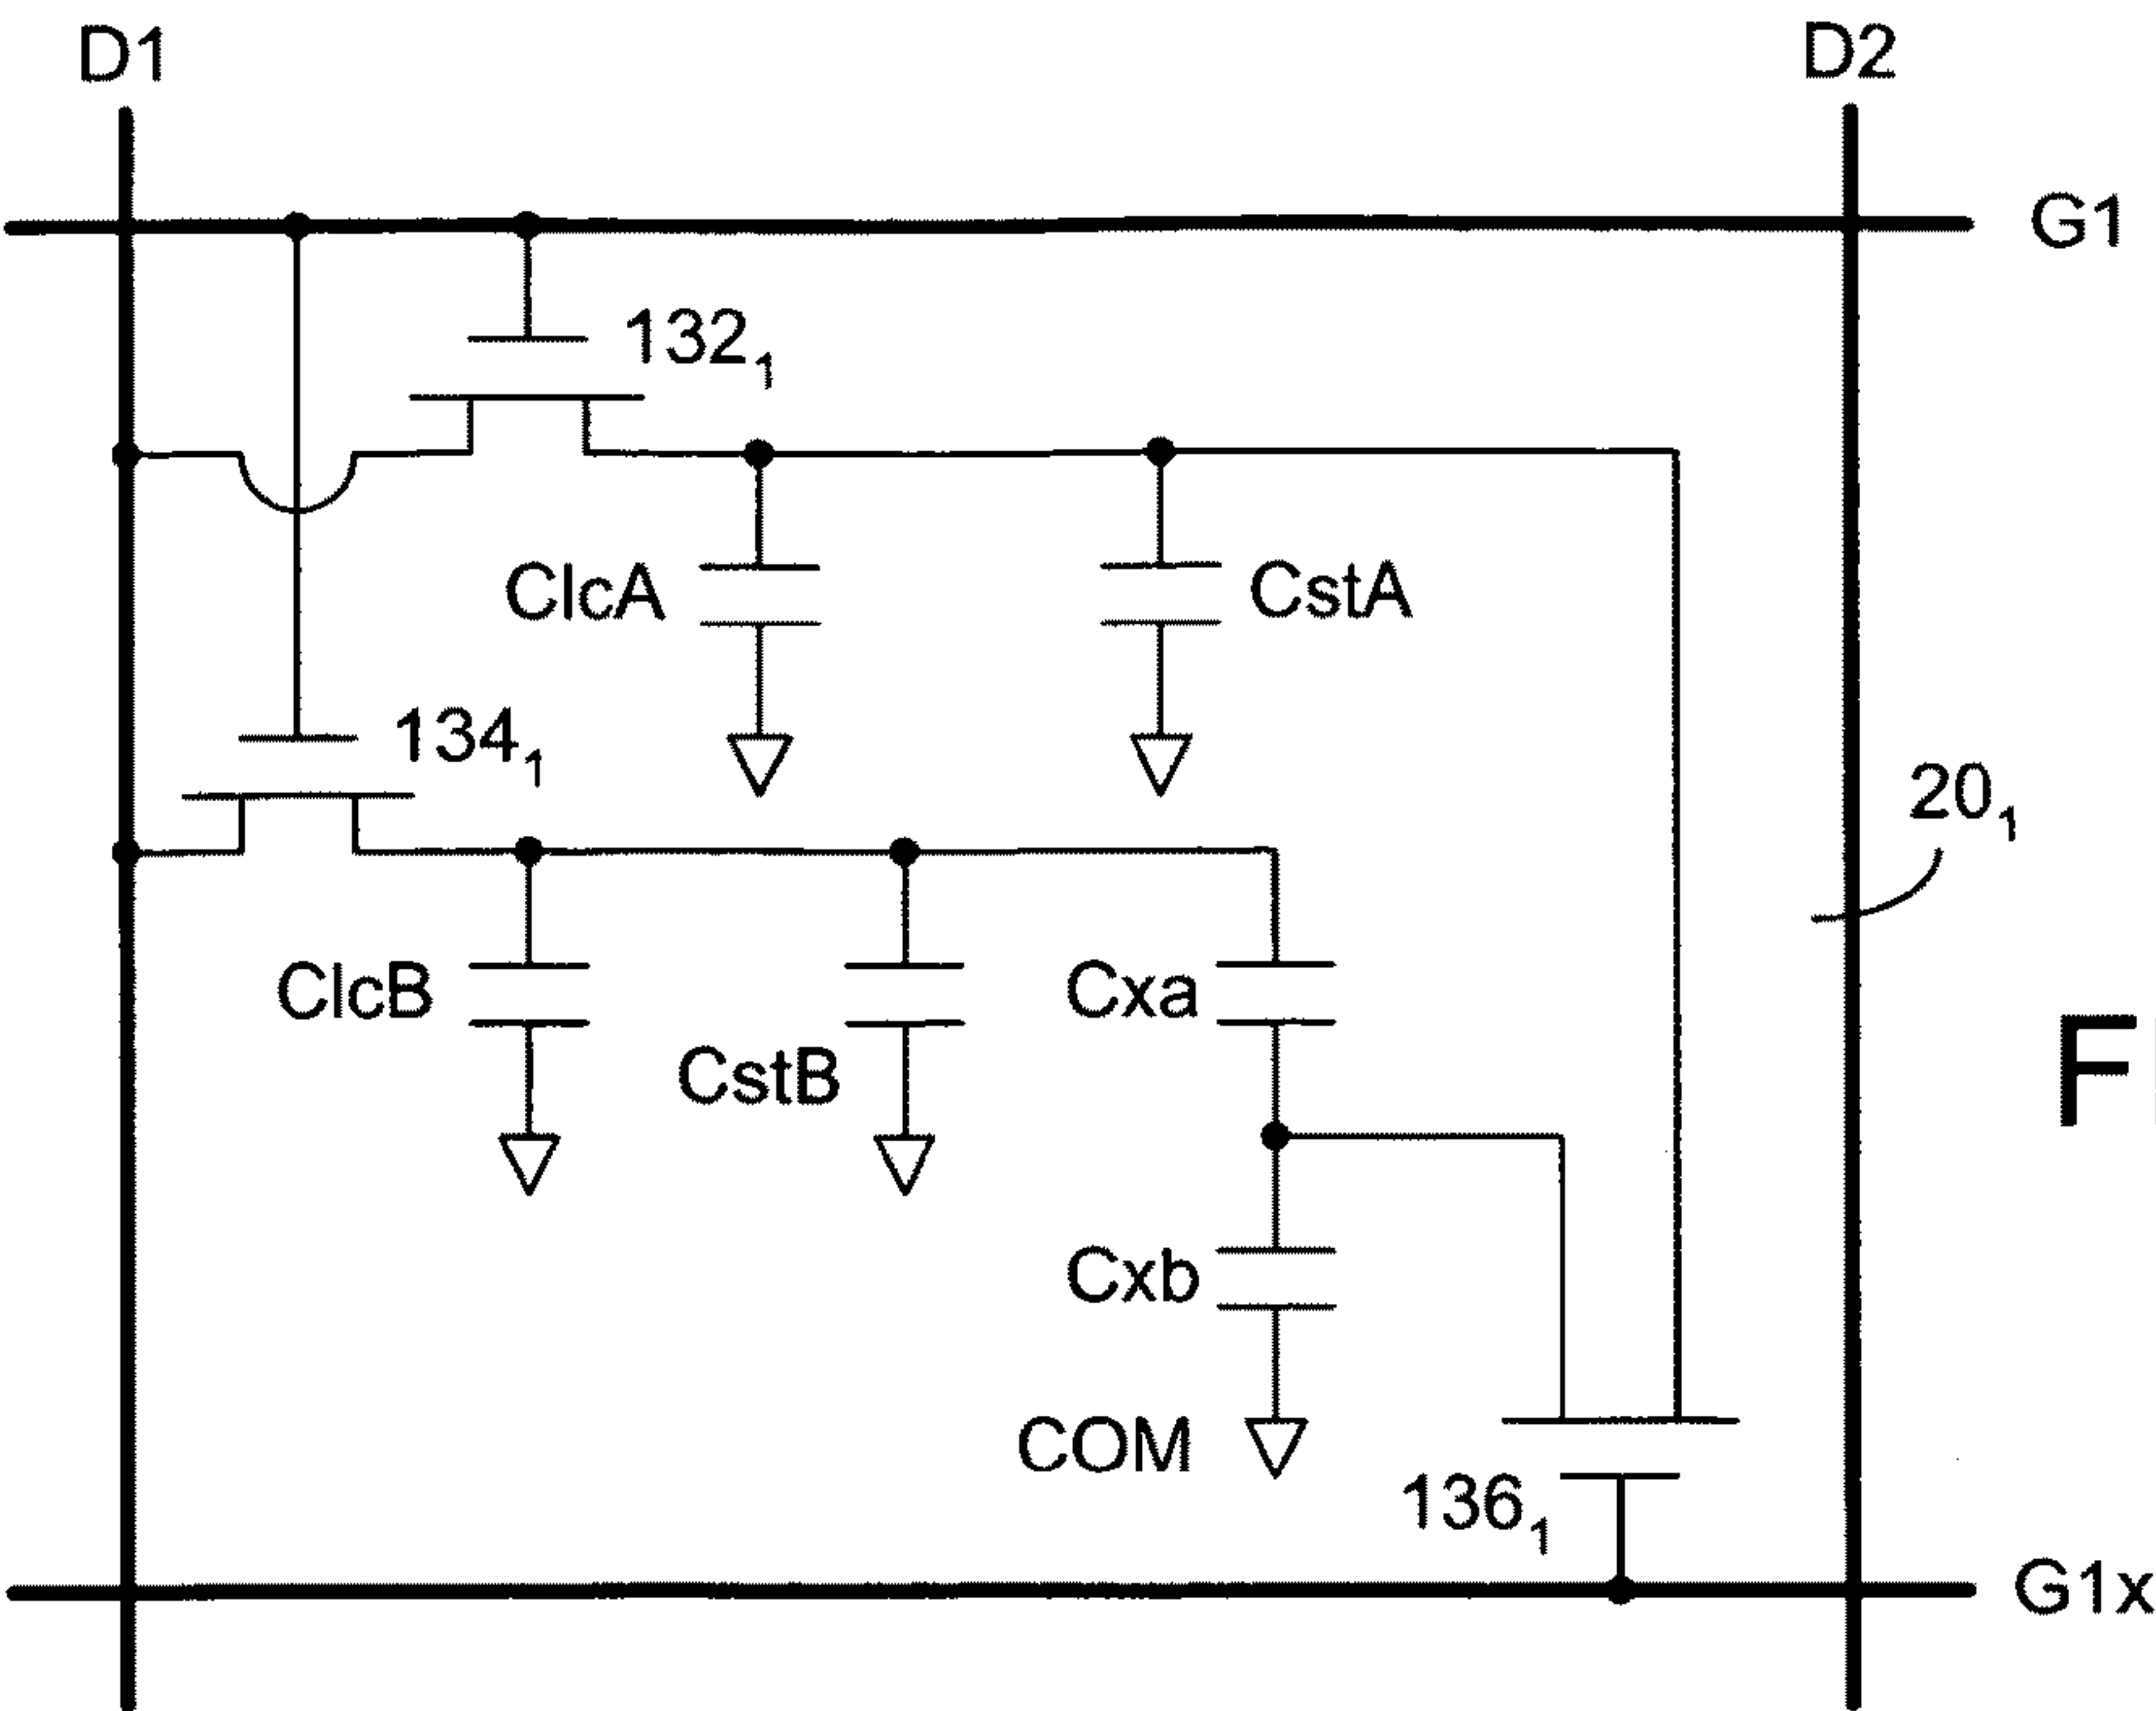 D1
D2
G1
132₁
ClcA
CstA
134₁
20₁
ClcB
Cxa
CstB
Cxb
COM
136₁
G1x